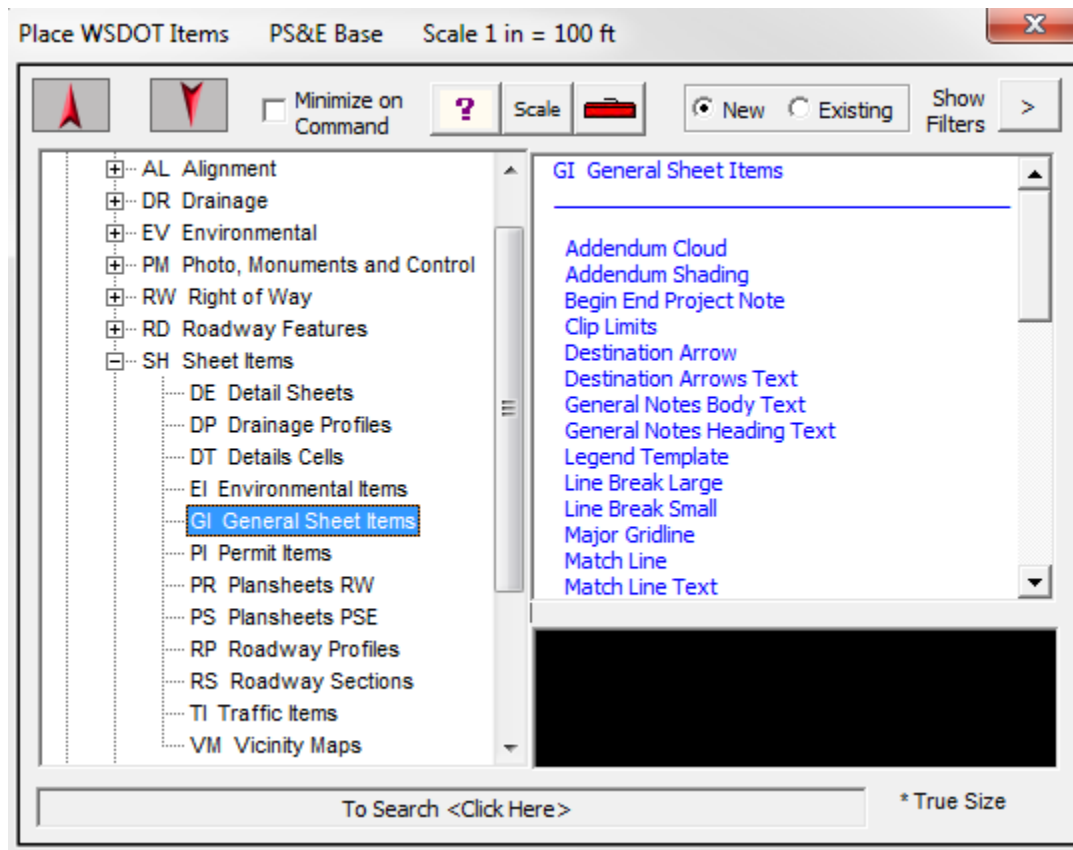 Place WSDOT Items PS&E Base Scale 1 in = 100 ft
Minimize on
Command
?
Scale
New
Existing
Show
Filters
>
AL Alignment
DR Drainage
EV Environmental
PM Photo, Monuments and Control
RW Right of Way
RD Roadway Features
SH Sheet Items
DE Detail Sheets
DP Drainage Profiles
DT Details Cells
EI Environmental Items
GI General Sheet Items
PI Permit Items
PR Plansheets RW
PS Plansheets PSE
RP Roadway Profiles
RS Roadway Sections
TI Traffic Items
VM Vicinity Maps
GI General Sheet Items
Addendum Cloud
Addendum Shading
Begin End Project Note
Clip Limits
Destination Arrow
Destination Arrows Text
General Notes Body Text
General Notes Heading Text
Legend Template
Line Break Large
Line Break Small
Major Gridline
Match Line
Match Line Text
To Search <Click Here>
* True Size